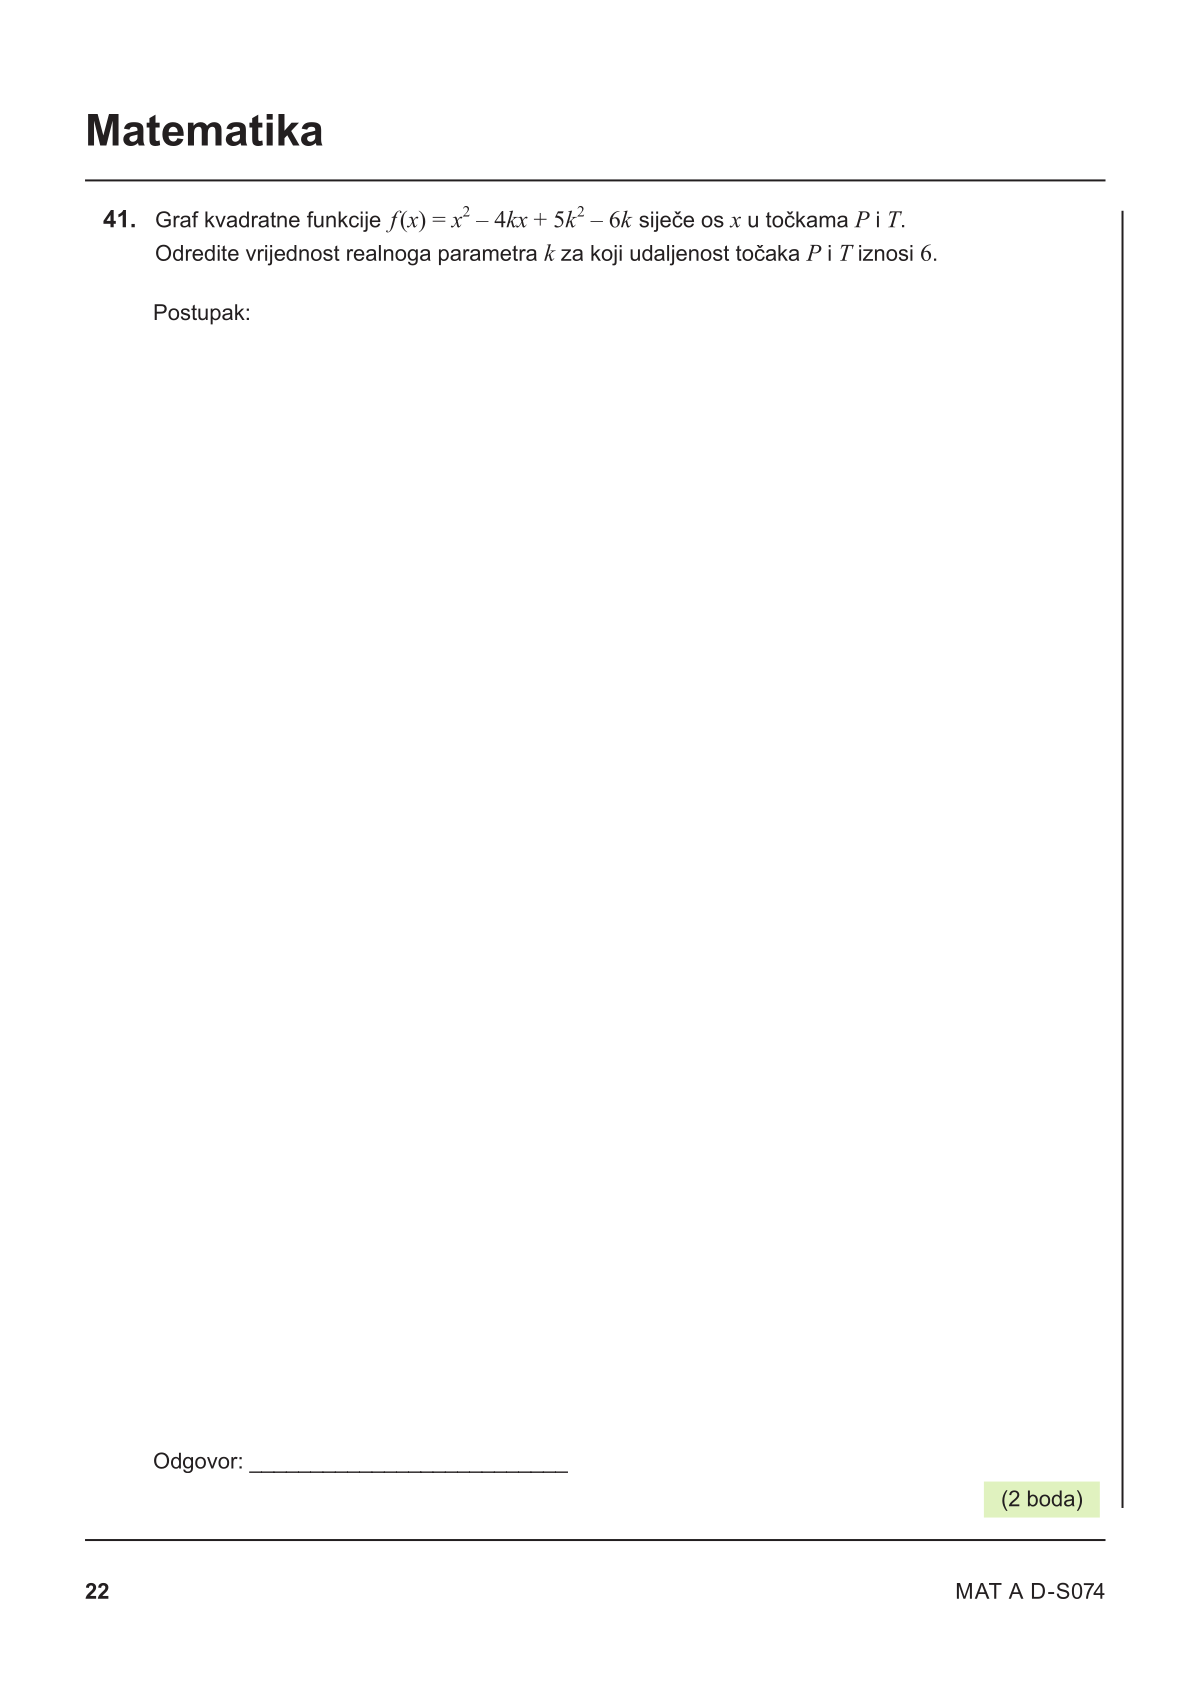 Matematika
41. Graf kvadratne funkcije f(x) = x² – 4kx + 5k² – 6k siječe os x u točkama P i T.
Odredite vrijednost realnoga parametra k za koji udaljenost točaka P i T iznosi 6.
Postupak:
Odgovor: __________________________
(2 boda)
22 MAT A D-S074